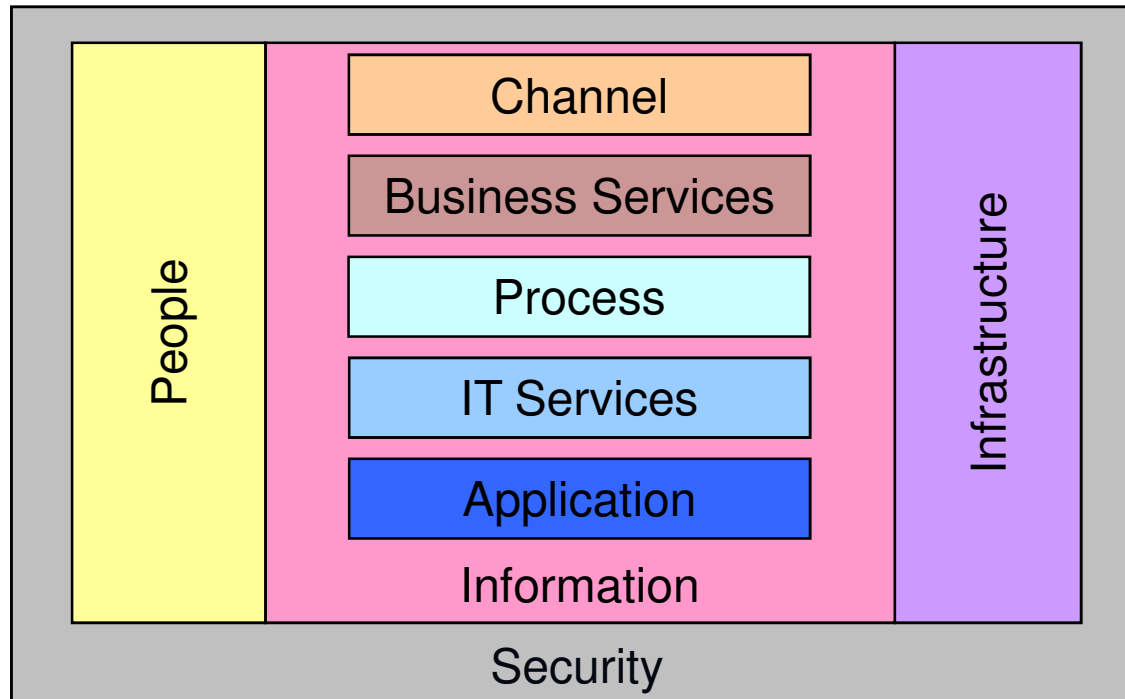 People
Channel
Business Services
Process
IT Services
Application
Information
Infrastructure
Security